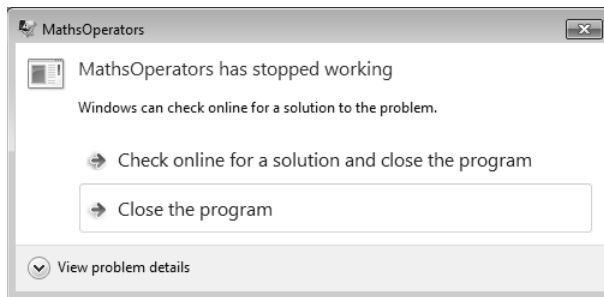 MathsOperators
MathsOperators has stopped working
Windows can check online for a solution to the problem.
Check online for a solution and close the program
Close the program
View problem details